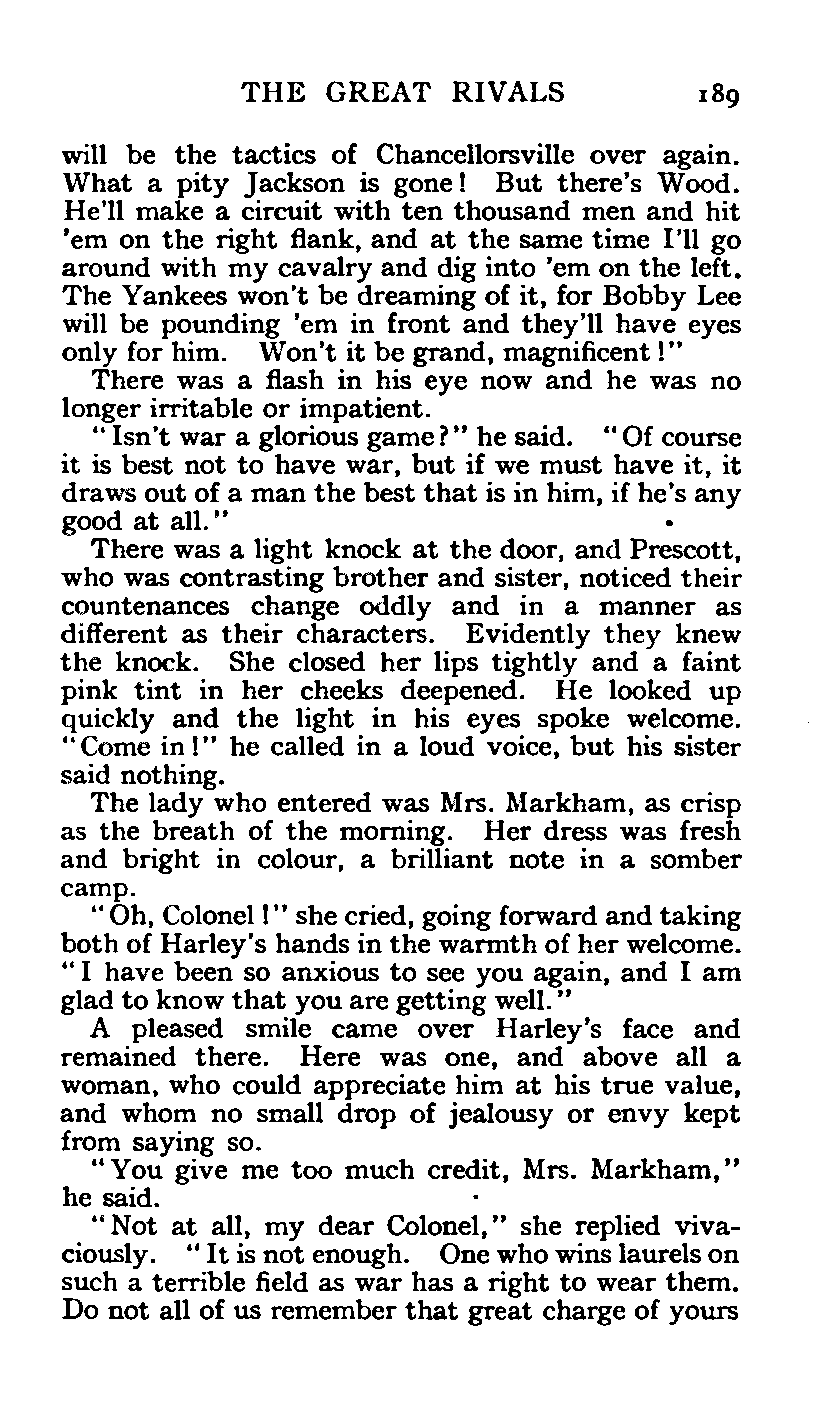 THE GREAT RIVALS 189
will be the tactics of Chancellorsville over again.
What a pity Jackson is gone! But there's Wood.
He'll make a circuit with ten thousand men and hit
'em on the right flank, and at the same time I'll go
around with my cavalry and dig into 'em on the left.
The Yankees won't be dreaming of it, for Bobby Lee
will be pounding 'em in front and they'll have eyes
only for him. Won't it be grand, magnificent!"
There was a flash in his eye now and he was no
longer irritable or impatient.
"Isn't war a glorious game?" he said. "Of course
it is best not to have war, but if we must have it, it
draws out of a man the best that is in him, if he's any
good at all."
There was a light knock at the door, and Prescott,
who was contrasting brother and sister, noticed their
countenances change oddly and in a manner as
different as their characters. Evidently they knew
the knock. She closed her lips tightly and a faint
pink tint in her cheeks deepened. He looked up
quickly and the light in his eyes spoke welcome.
"Come in!" he called in a loud voice, but his sister
said nothing.
The lady who entered was Mrs. Markham, as crisp
as the breath of the morning. Her dress was fresh
and bright in colour, a brilliant note in a somber
camp.
"Oh, Colonel!" she cried, going forward and taking
both of Harley's hands in the warmth of her welcome.
"I have been so anxious to see you again, and I am
glad to know that you are getting well."
A pleased smile came over Harley's face and
remained there. Here was one, and above all a
woman, who could appreciate him at his true value,
and whom no small drop of jealousy or envy kept
from saying so.
"You give me too much credit, Mrs. Markham,"
he said.
"Not at all, my dear Colonel," she replied viva-
ciously. "It is not enough. One who wins laurels on
such a terrible field as war has a right to wear them.
Do not all of us remember that great charge of yours